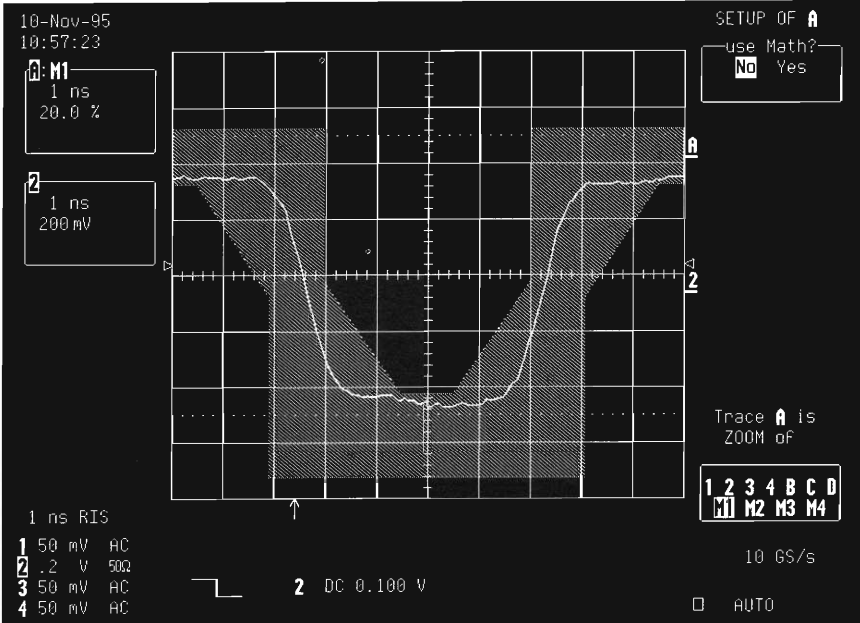 10-Nov-95
10:57:23
A:M1
1 ns
20.0 %
2
1 ns
200mV
SETUP OF A
use Math?
No Yes
A
2
Trace A is
ZOOM of
1 2 3 4 B C D
M1 M2 M3 M4
1 ns RIS
1 50 mV AC
2 .2 V 50Ω
3 50 mV AC
4 50 mV AC
2 DC 0.100 V
10 GS/s
AUTO